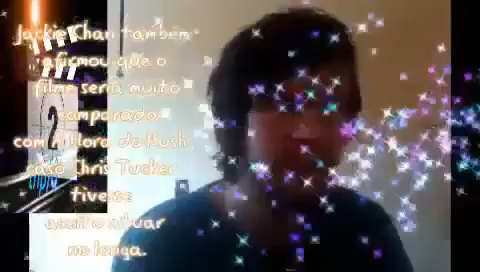 Jackie Chan também
afirmou que o
filme seria muito
comparado
com A Hora do Rush
caso Chris Tucker
tivesse
aceito atuar
no longa.
2